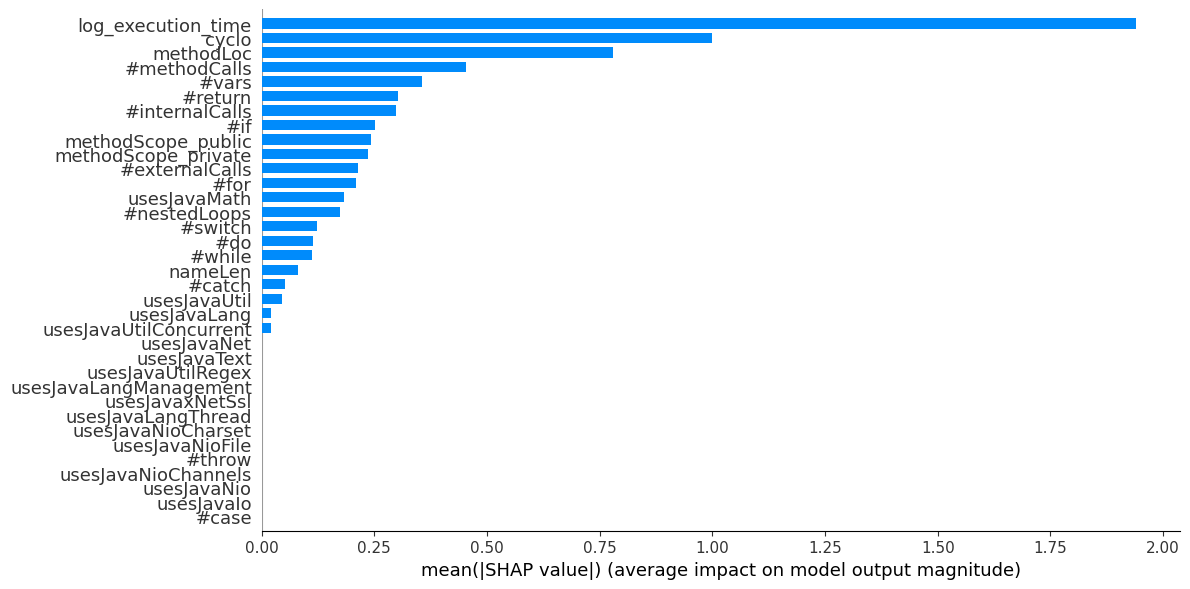 log_execution_time
cyclo
methodLoc
#methodCalls
#vars
#return
#internalCalls
#if
methodScope_public
methodScope_private
#externalCalls
#for
usesJavaMath
#nestedLoops
#switch
#do
#while
nameLen
#catch
usesJavaUtil
usesJavaLang
usesJavaUtilConcurrent
usesJavaNet
usesJavaText
usesJavaUtilRegex
usesJavaLangManagement
usesJavaxNetSsl
usesJavaLangThread
usesJavaNioCharset
usesJavaNioFile
#throw
usesJavaNioChannels
usesJavaNio
usesJavaIo
#case
0.00 0.25 0.50 0.75 1.00 1.25 1.50 1.75 2.00
mean(|SHAP value|) (average impact on model output magnitude)